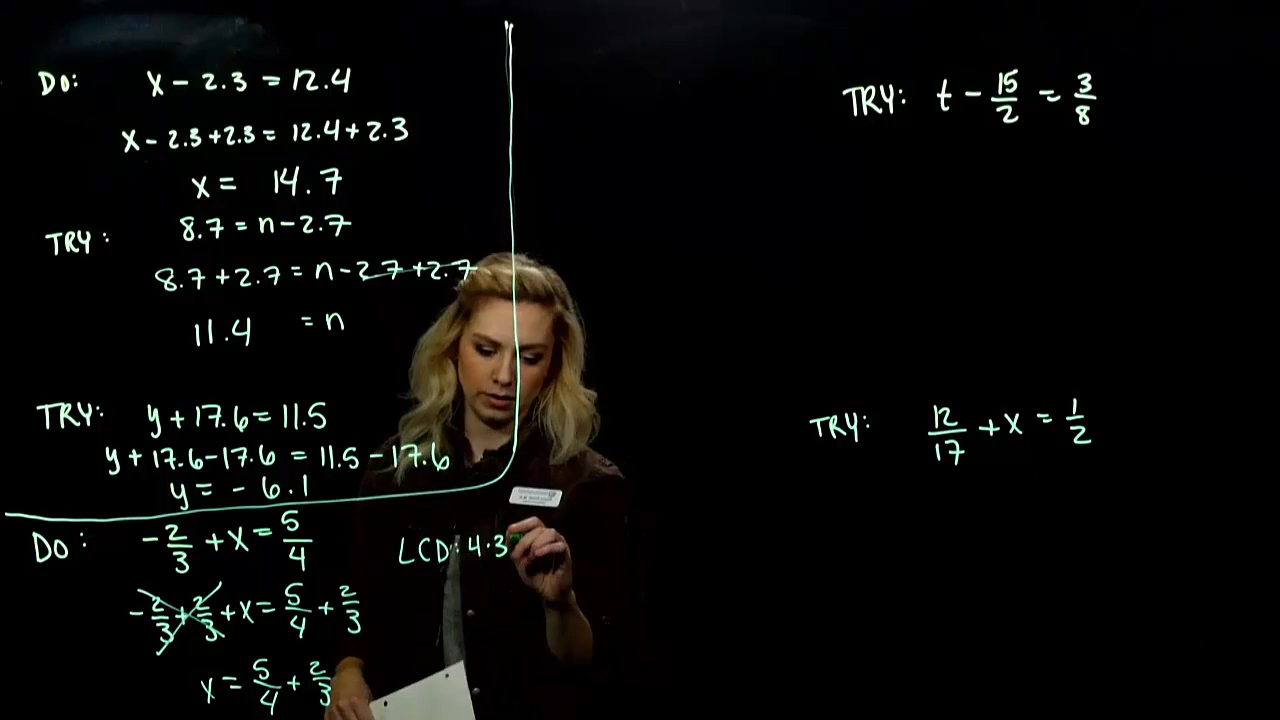 DO: x - 2.3 = 12.4
x - 2.3 + 2.3 = 12.4 + 2.3
x = 14.7
TRY: 8.7 = n - 2.7
8.7 + 2.7 = n - 2.7 + 2.7
11.4 = n
TRY: y + 17.6 = 11.5
y + 17.6 - 17.6 = 11.5 - 17.6
y = - 6.1
DO: - 2/3 + x = 5/4
- 2/3 + 2/3 + x = 5/4 + 2/3
x = 5/4 + 2/3
LCD: 4·3
TRY: t - 15/2 = 3/8
TRY: 12/17 + x = 1/2